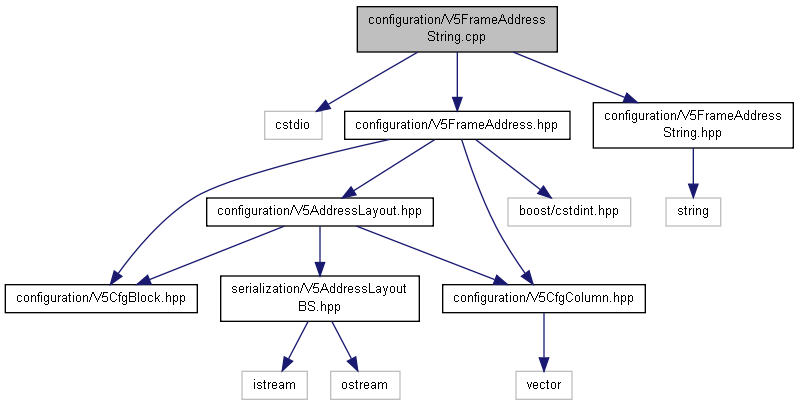 configuration/V5FrameAddress
String.cpp
cstdio
configuration/V5FrameAddress.hpp
configuration/V5FrameAddress
String.hpp
configuration/V5AddressLayout.hpp
boost/cstdint.hpp
string
configuration/V5CfgBlock.hpp
serialization/V5AddressLayout
BS.hpp
configuration/V5CfgColumn.hpp
istream
ostream
vector